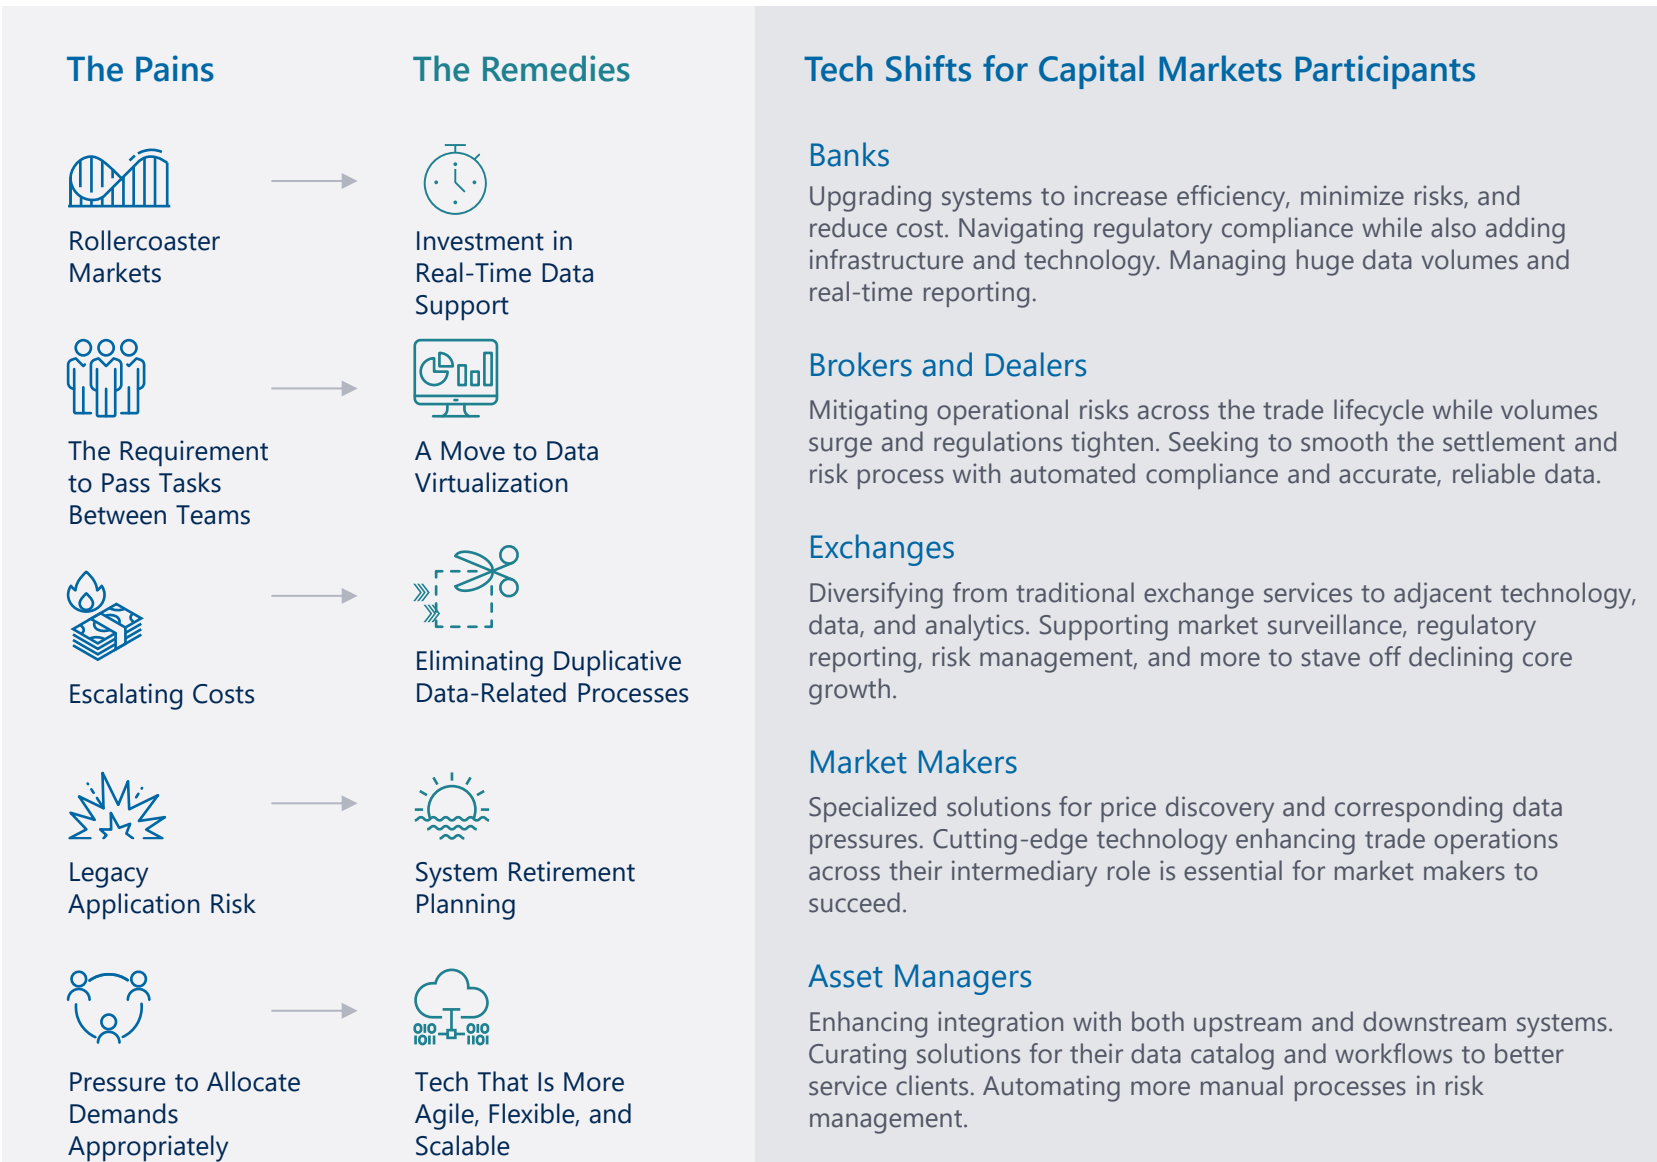 The Pains
The Remedies
Rollercoaster
Markets
Investment in
Real-Time Data
Support
The Requirement
to Pass Tasks
Between Teams
A Move to Data
Virtualization
Escalating Costs
Eliminating Duplicative
Data-Related Processes
Legacy
Application Risk
System Retirement
Planning
Pressure to Allocate
Demands
Appropriately
010 010
1011 1101
Tech That Is More
Agile, Flexible, and
Scalable
Tech Shifts for Capital Markets Participants
Banks
Upgrading systems to increase efficiency, minimize risks, and
reduce cost. Navigating regulatory compliance while also adding
infrastructure and technology. Managing huge data volumes and
real-time reporting.
Brokers and Dealers
Mitigating operational risks across the trade lifecycle while volumes
surge and regulations tighten. Seeking to smooth the settlement and
risk process with automated compliance and accurate, reliable data.
Exchanges
Diversifying from traditional exchange services to adjacent technology,
data, and analytics. Supporting market surveillance, regulatory
reporting, risk management, and more to stave off declining core
growth.
Market Makers
Specialized solutions for price discovery and corresponding data
pressures. Cutting-edge technology enhancing trade operations
across their intermediary role is essential for market makers to
succeed.
Asset Managers
Enhancing integration with both upstream and downstream systems.
Curating solutions for their data catalog and workflows to better
service clients. Automating more manual processes in risk
management.